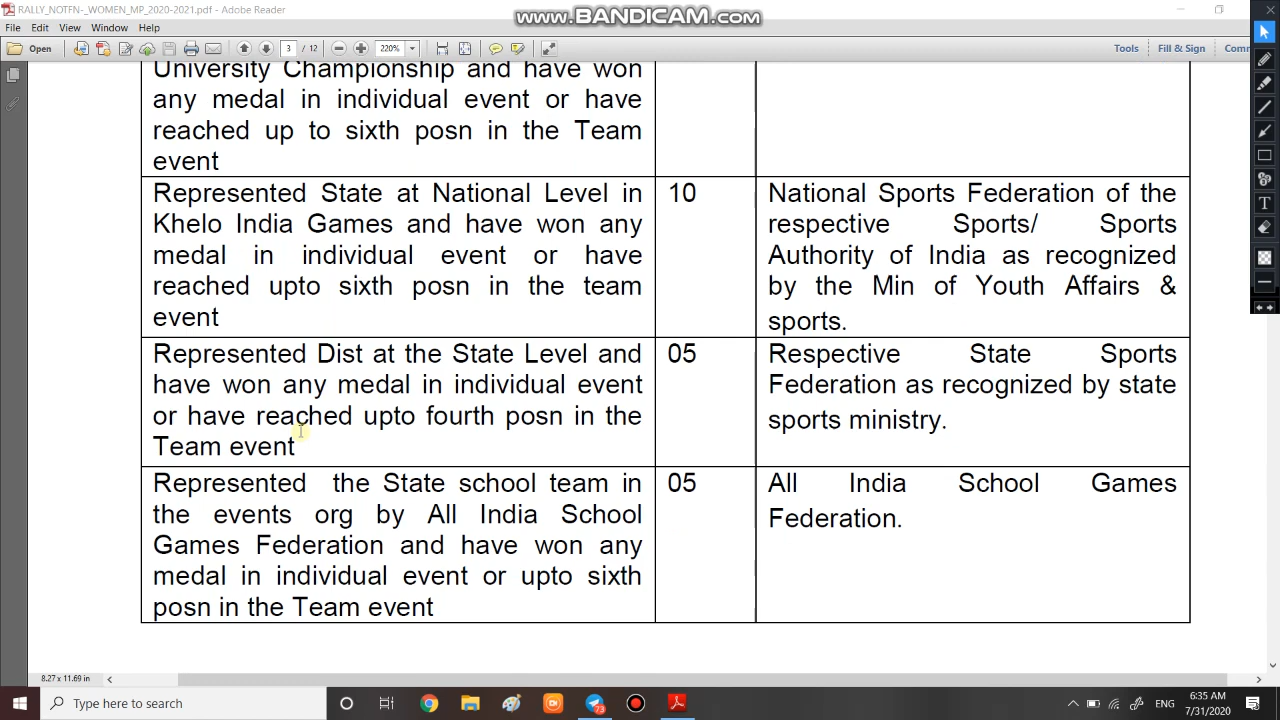 RALLY_NOTFN-_WOMEN_MP_2020-2021.pdf - Adobe Reader
www.BANDICAM.com
File Edit View Window Help
Open 3 / 12 220% Tools Fill & Sign Comm
University Championship and have won
any medal in individual event or have
reached up to sixth posn in the Team
event
Represented State at National Level in
Khelo India Games and have won any
medal in individual event or have
reached upto sixth posn in the team
event
10
National Sports Federation of the
respective Sports/ Sports
Authority of India as recognized
by the Min of Youth Affairs &
sports.
Represented Dist at the State Level and
have won any medal in individual event
or have reached upto fourth posn in the
Team event
05
Respective State Sports
Federation as recognized by state
sports ministry.
Represented the State school team in
the events org by All India School
Games Federation and have won any
medal in individual event or upto sixth
posn in the Team event
05
All India School Games
Federation.
8.27 x 11.69 in
Type here to search
73
ENG
6:35 AM
7/31/2020